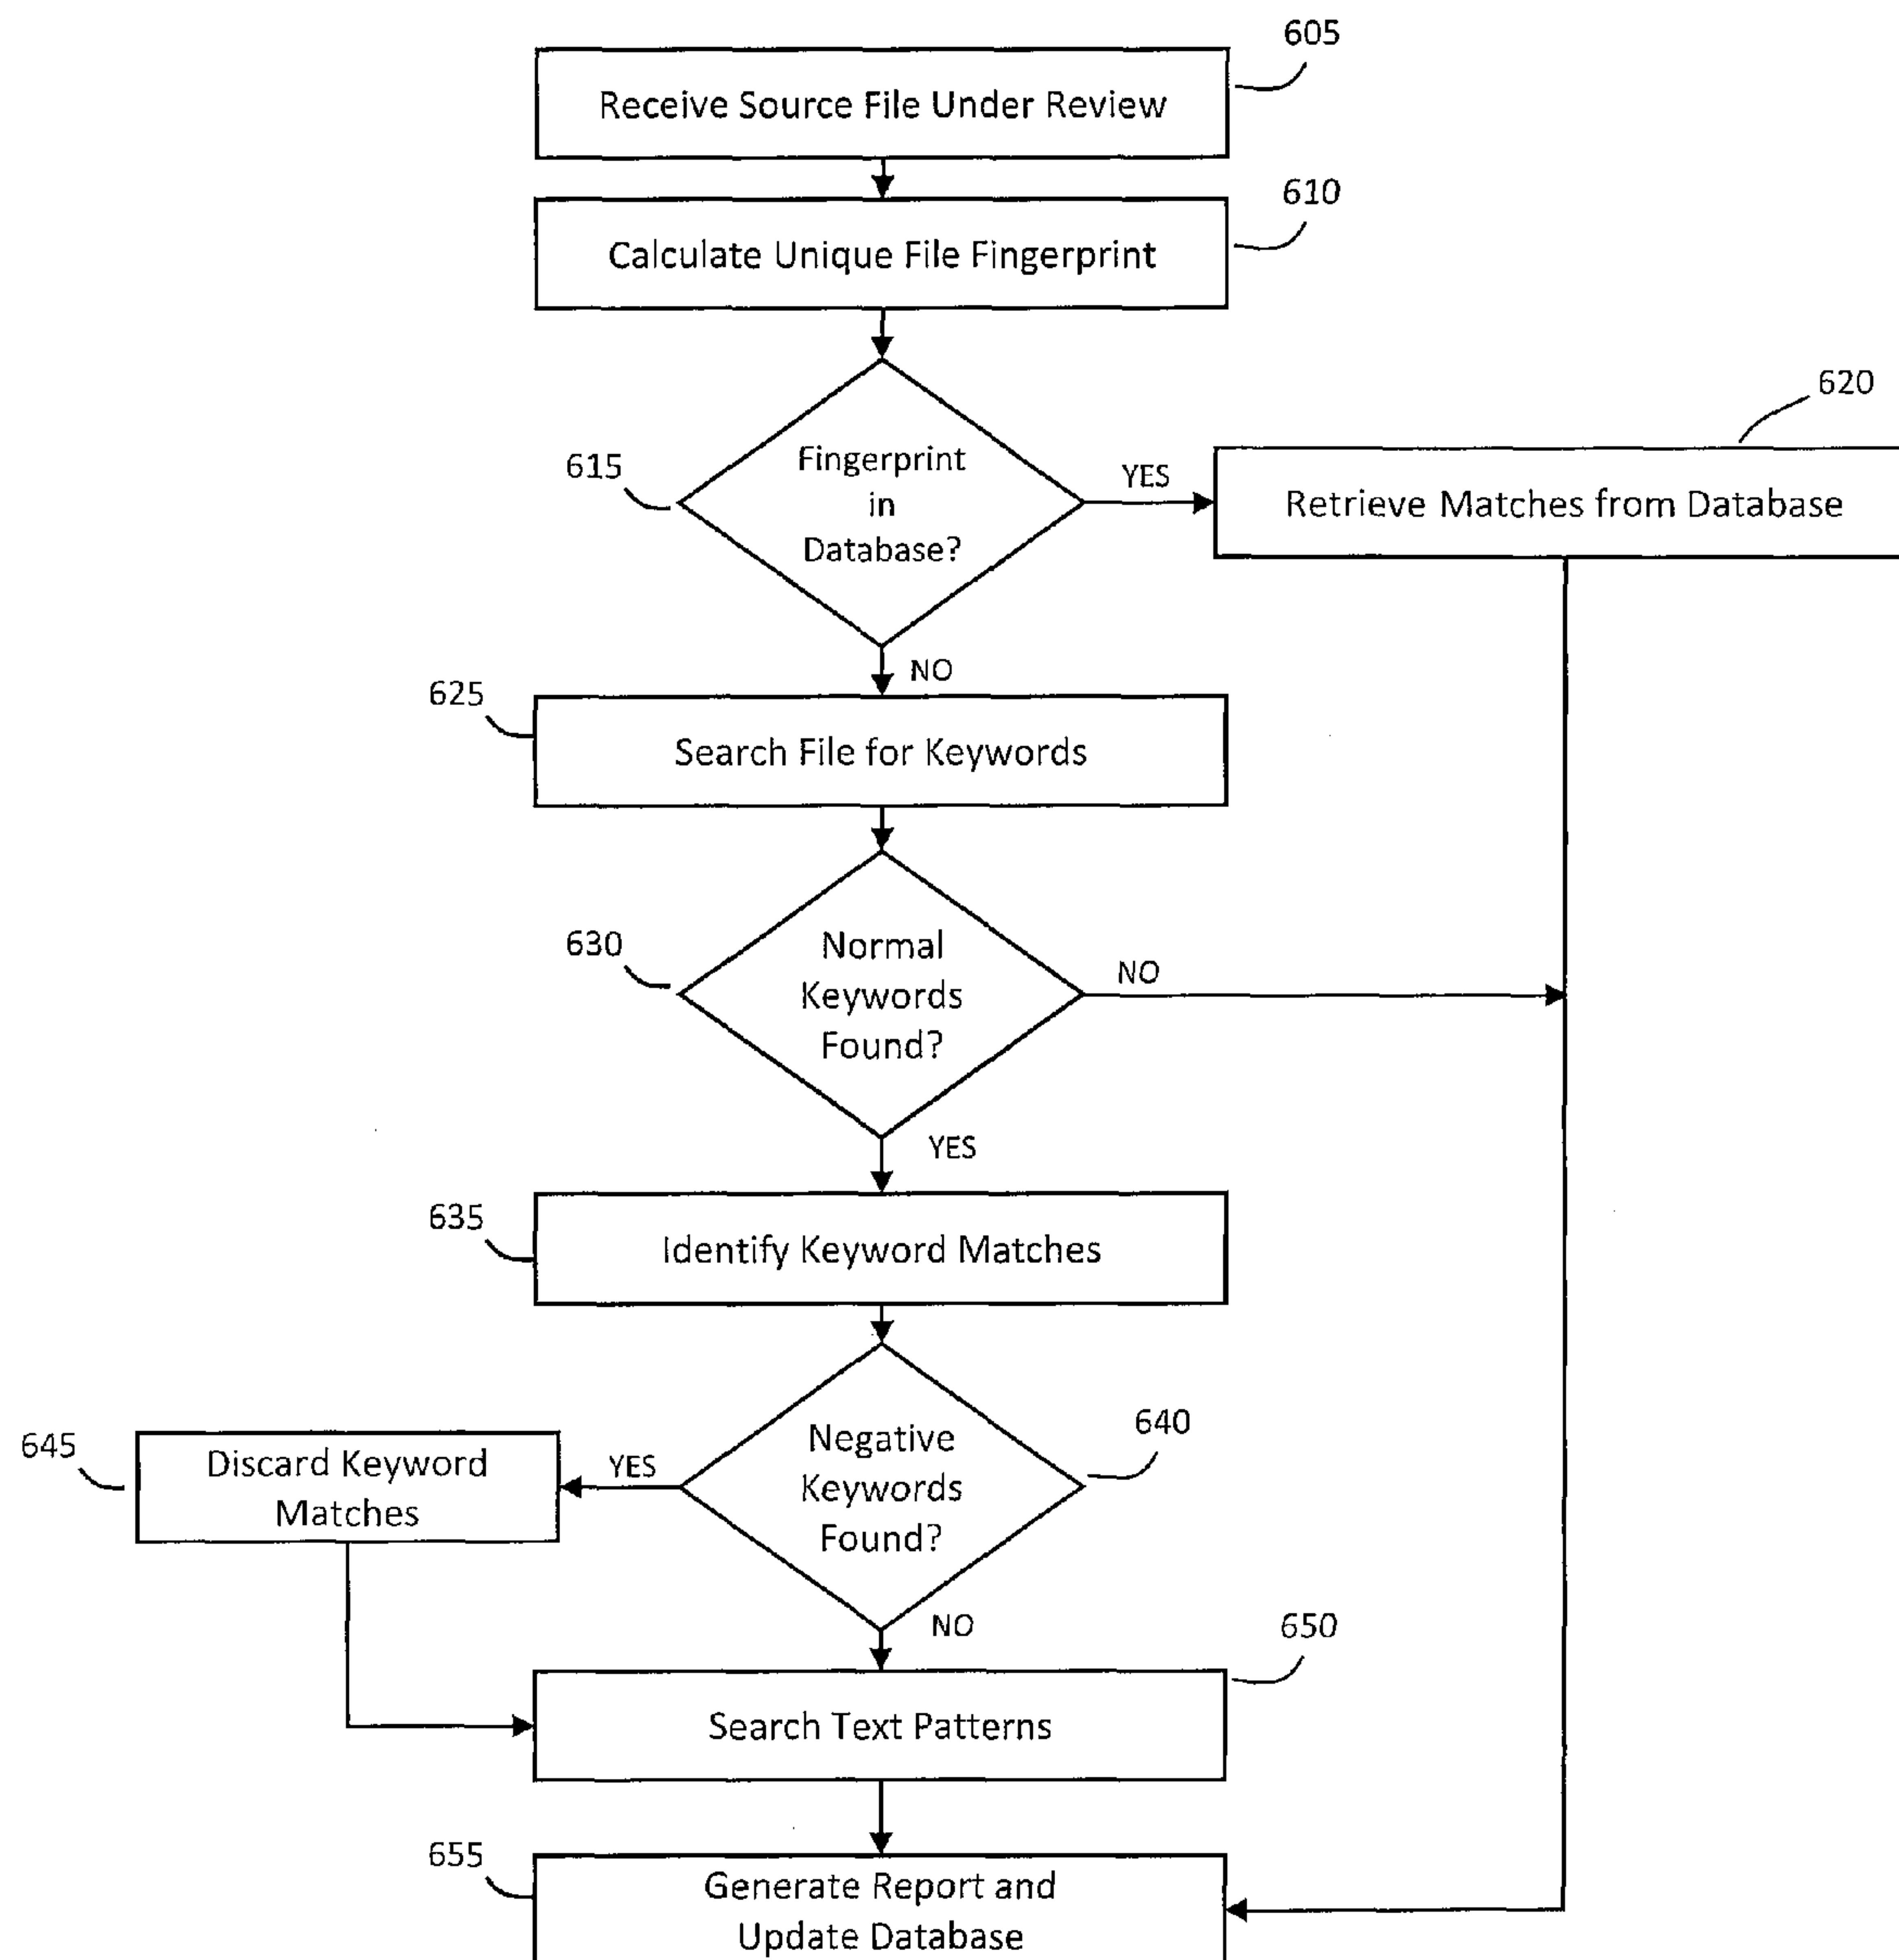 605
Receive Source File Under Review
610
Calculate Unique File Fingerprint
620
615
Fingerprint
in
Database?
YES
Retrieve Matches from Database
NO
625
Search File for Keywords
630
Normal
Keywords
Found?
NO
YES
635
Identify Keyword Matches
640
Negative
Keywords
Found?
YES
645
Discard Keyword
Matches
NO
650
Search Text Patterns
655
Generate Report and
Update Database